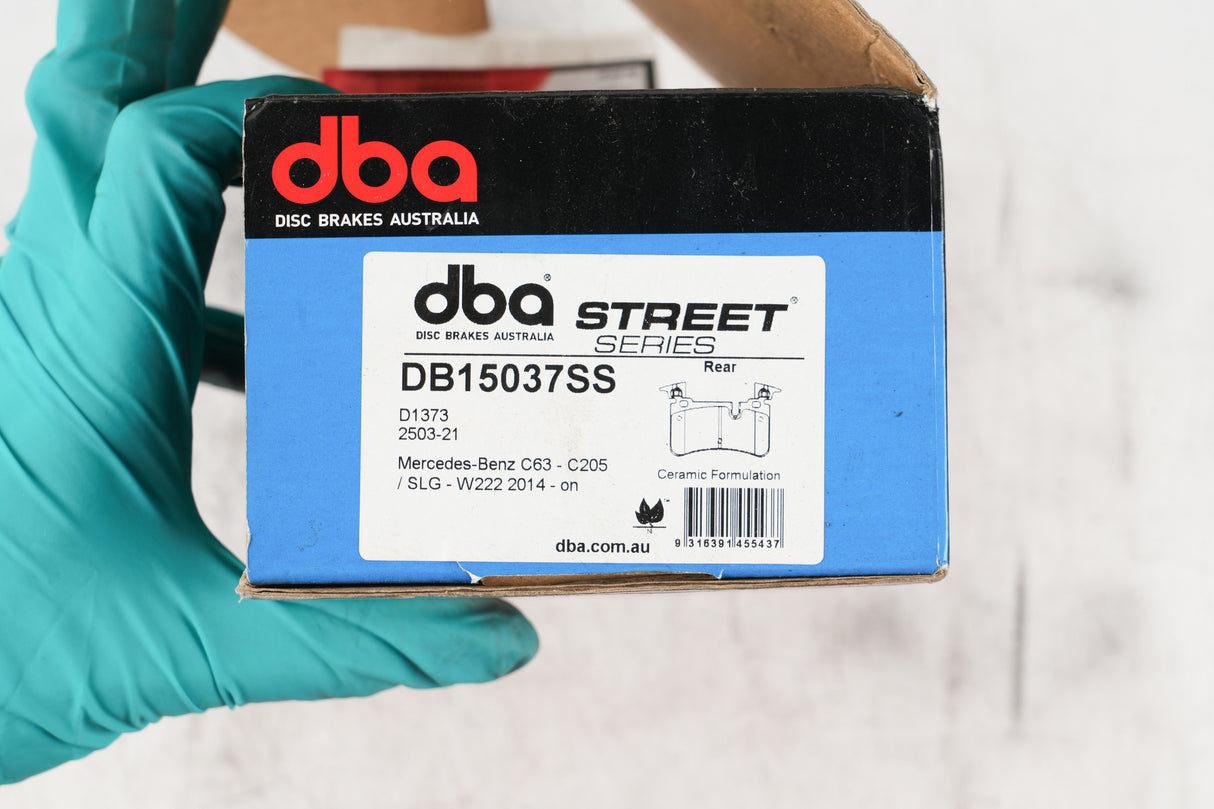 dba
DISC BRAKES AUSTRALIA
dba®
DISC BRAKES AUSTRALIA
STREET®
SERIES
DB15037SS
Rear
D1373
2503-21
Mercedes-Benz C63 - C205
/ SLG - W222 2014 - on
Ceramic Formulation
™
N
dba.com.au
9 316391 455437